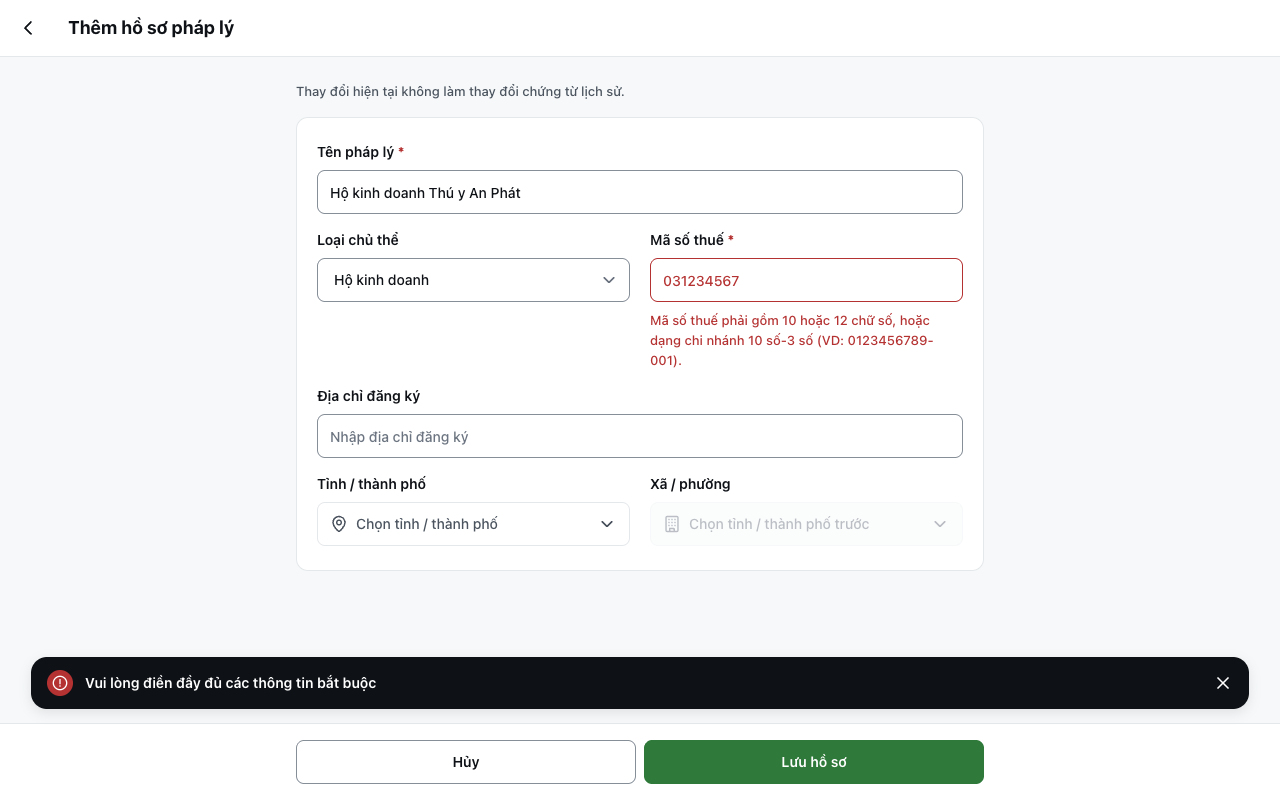 Thêm hồ sơ pháp lý
Thay đổi hiện tại không làm thay đổi chứng từ lịch sử.
Tên pháp lý *
Hộ kinh doanh Thú y An Phát
Loại chủ thể
Mã số thuế *
Hộ kinh doanh
031234567
Mã số thuế phải gồm 10 hoặc 12 chữ số, hoặc
dạng chi nhánh 10 số-3 số (VD: 0123456789-
001).
Địa chỉ đăng ký
Nhập địa chỉ đăng ký
Tỉnh / thành phố
Xã / phường
Chọn tỉnh / thành phố
Chọn tỉnh / thành phố trước
Vui lòng điền đầy đủ các thông tin bắt buộc
Hủy
Lưu hồ sơ